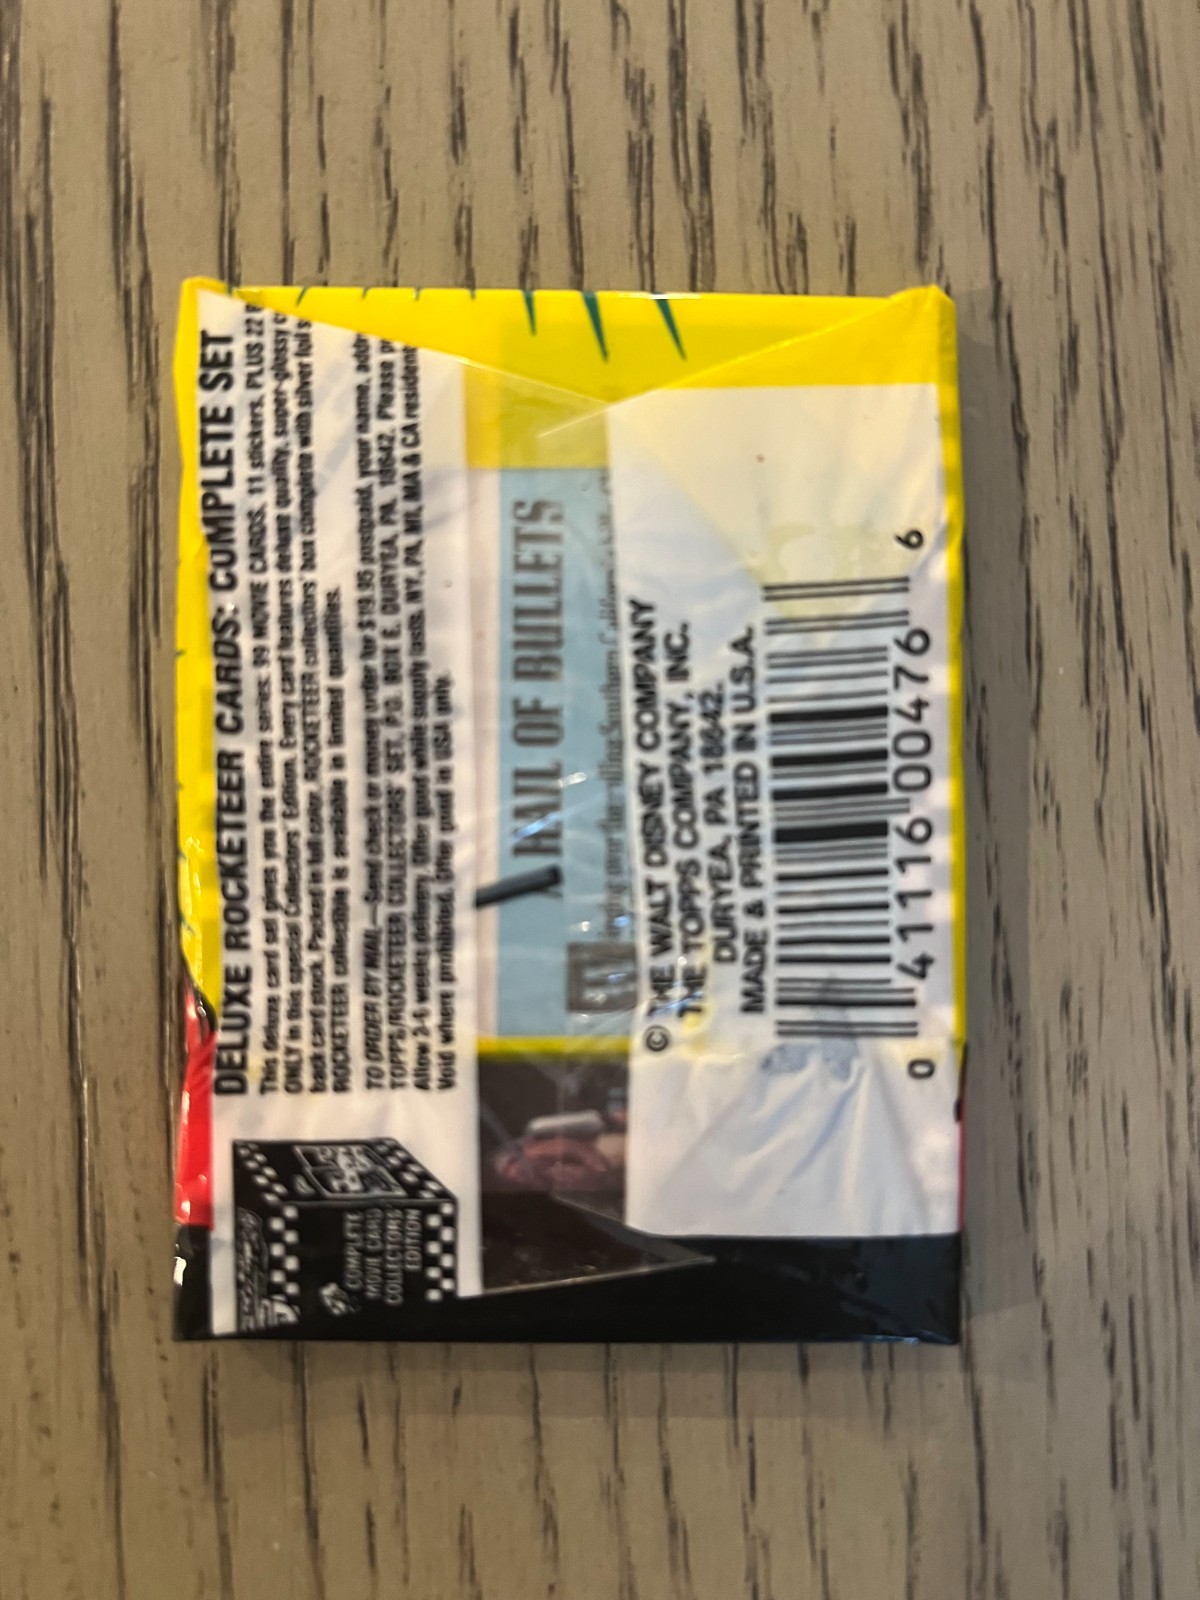 DELUXE ROCKETEER CARDS: COMPLETE SET
This deluxe card set gives you the entire series. 99 MOVIE CARDS, 11 stickers, PLUS 22
ONLY in this special Collectors' Edition. Every card features deluxe quality, super-glossy
back card stock. Packed in full-color, ROCKETEER collectors' box complete with silver foil
ROCKETEER collectible is available in limited quantities.
TO ORDER BY MAIL—Send check or money order for $19.95 postpaid, your name, addr
TOPPS/ROCKETEER COLLECTORS' SET, P.O. BOX E, DURYEA, PA. 18642. Please
Allow 3-6 weeks delivery. Offer good while supply lasts. NY, PA, MA & CA resident
Void where prohibited. Offer good in USA only.
COMPLETE
MOVIE CARD
COLLECTORS
EDITION
A HAIL OF BULLETS
Southern
© THE WALT DISNEY COMPANY
THE TOPPS COMPANY, INC.
DURYEA, PA 18642.
MADE & PRINTED IN U.S.A.
0 41116 00476 6